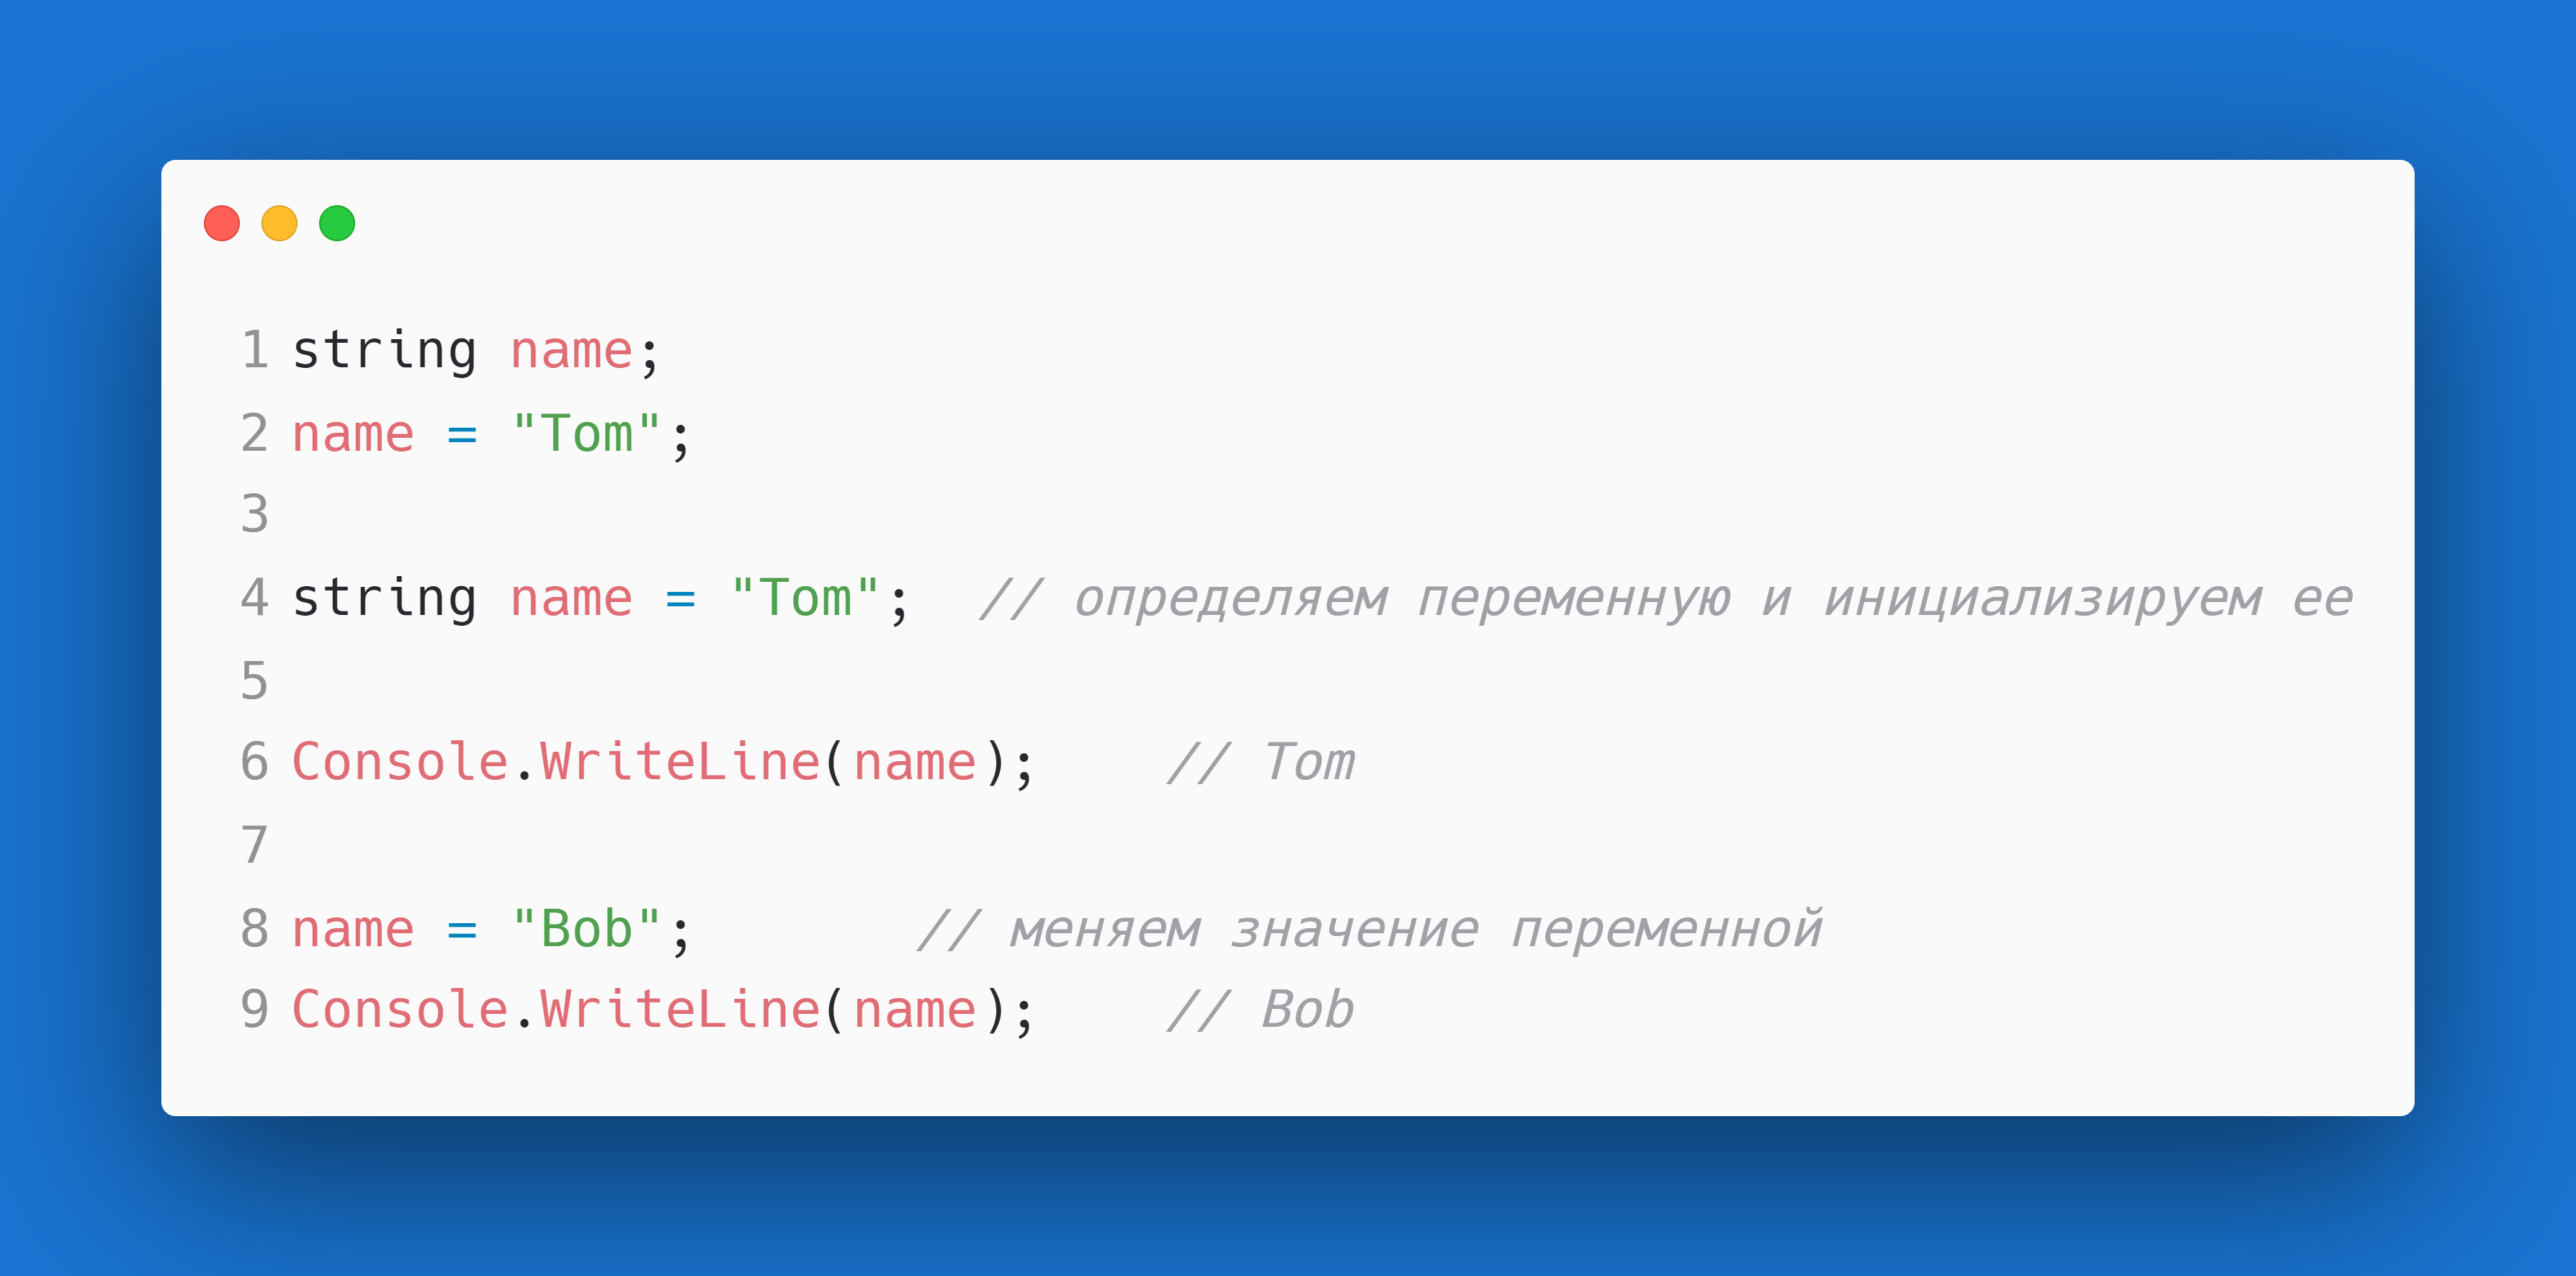 1 string name;
2 name = "Tom";
3
4 string name = "Tom";  // определяем переменную и инициализируем ее
5
6 Console.WriteLine(name);    // Tom
7
8 name = "Bob";       // меняем значение переменной
9 Console.WriteLine(name);    // Bob